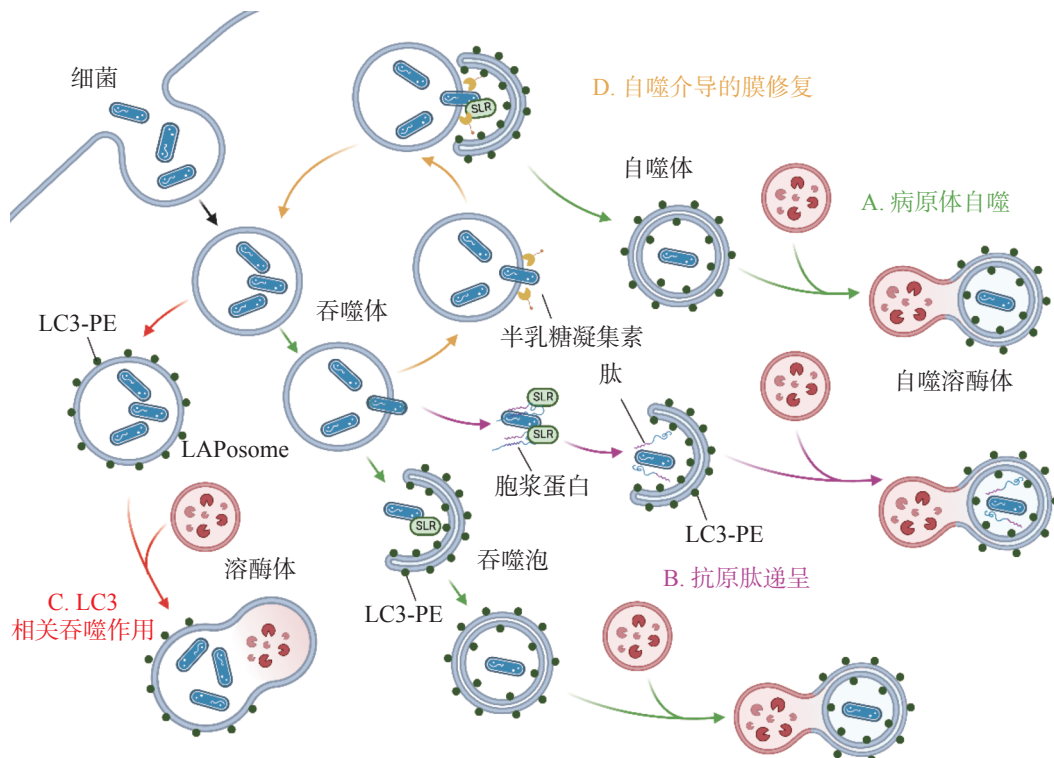 细菌
SLR
D. 自噬介导的膜修复
自噬体
A. 病原体自噬
吞噬体
半乳糖凝集素
LC3-PE
自噬溶酶体
肽
SLR
SLR
LAPosome
胞浆蛋白
LC3-PE
SLR
吞噬泡
溶酶体
B. 抗原肽递呈
LC3-PE
C. LC3
相关吞噬作用